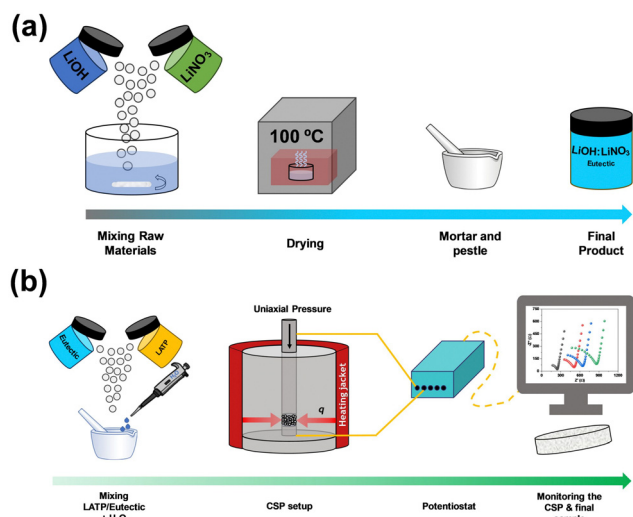 (a)
LiOH
LiNO3
100 ºC
LiOH:LiNO3
Eutectic
Mixing Raw
Materials
Drying
Mortar and
pestle
Final
Product
(b)
Eutectic
LATP
Uniaxial Pressure
Heating jacket
q
Mixing
LATP/Eutectic
CSP setup
Potentiostat
Monitoring the
CSP & final